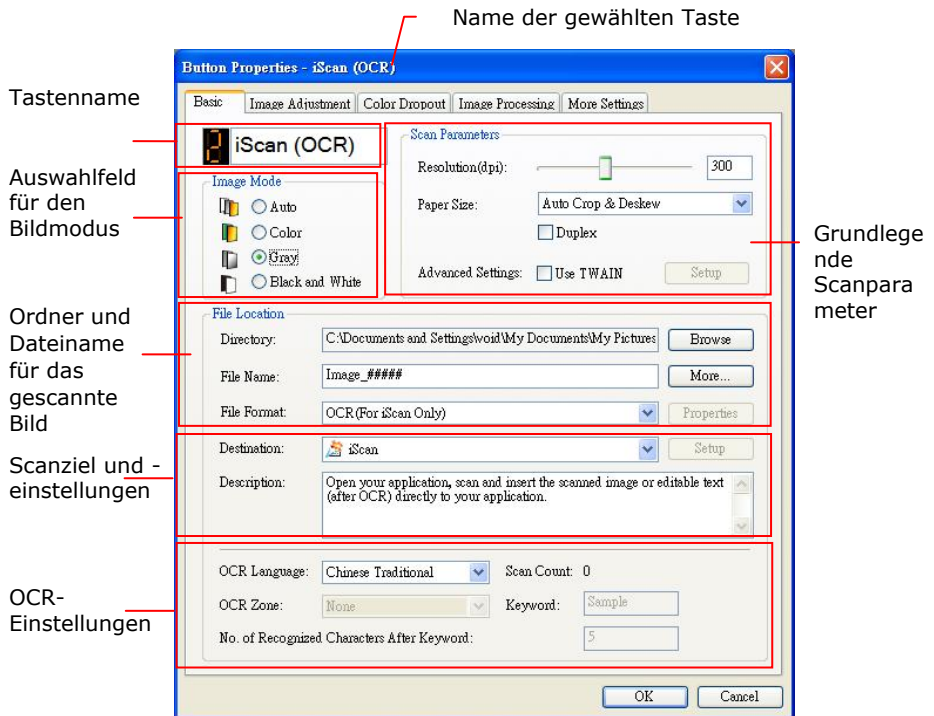 Name der gewählten Taste
Button Properties - iScan (OCR)
Tastenname
Basic Image Adjustment Color Dropout Image Processing More Settings
2 iScan (OCR)
Scan Parameters
Resolution(dpi): 300
Auswahlfeld
für den
Bildmodus
Image Mode
Auto
Color
Gray
Black and White
Paper Size: Auto Crop & Deskew
Duplex
Advanced Settings: Use TWAIN Setup
Grundlege
nde
Scanpara
meter
Ordner und
Dateiname
für das
gescannte
Bild
File Location
Directory: C:\Documents and Settings\woid\My Documents\My Pictures Browse
File Name: Image_##### More...
File Format: OCR(For iScan Only) Properties
Scanziel und -
einstellungen
Destination: iScan Setup
Description: Open your application, scan and insert the scanned image or editable text
(after OCR) directly to your application.
OCR-
Einstellungen
OCR Language: Chinese Traditional Scan Count: 0
OCR Zone: None Keyword: Sample
No. of Recognized Characters After Keyword: 5
OK Cancel